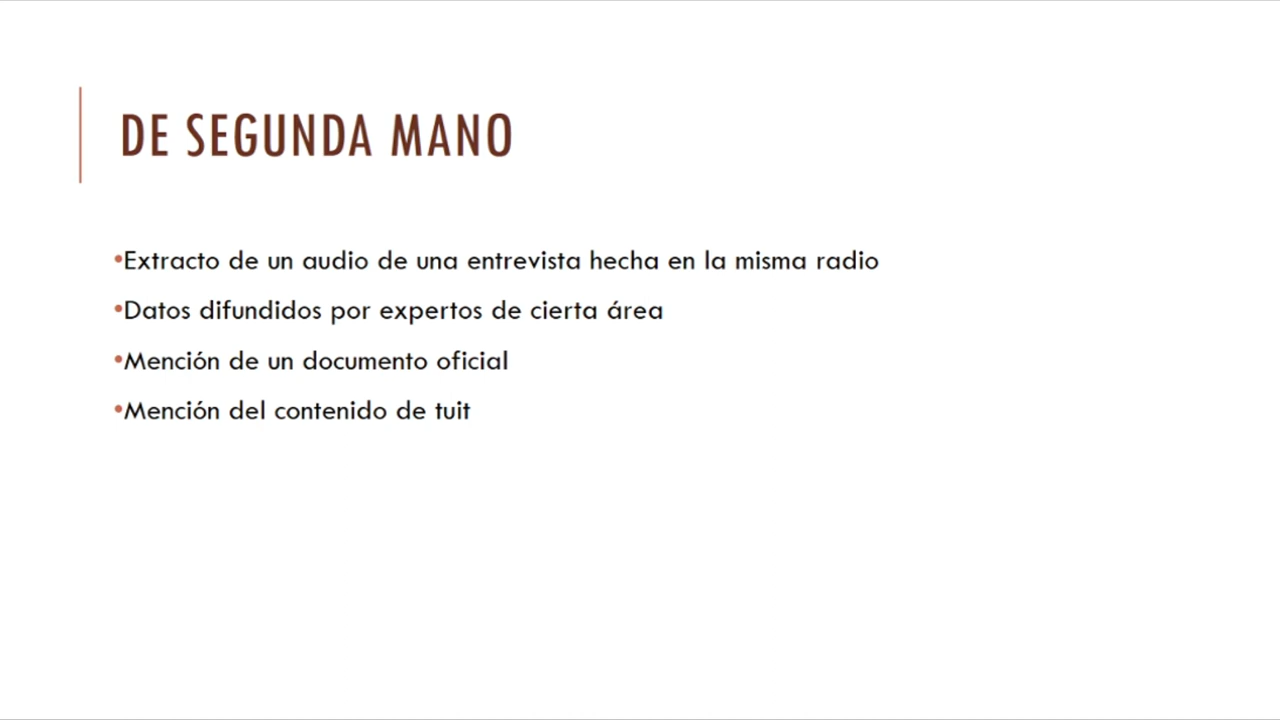 DE SEGUNDA MANO
•Extracto de un audio de una entrevista hecha en la misma radio
•Datos difundidos por expertos de cierta área
•Mención de un documento oficial
•Mención del contenido de tuit